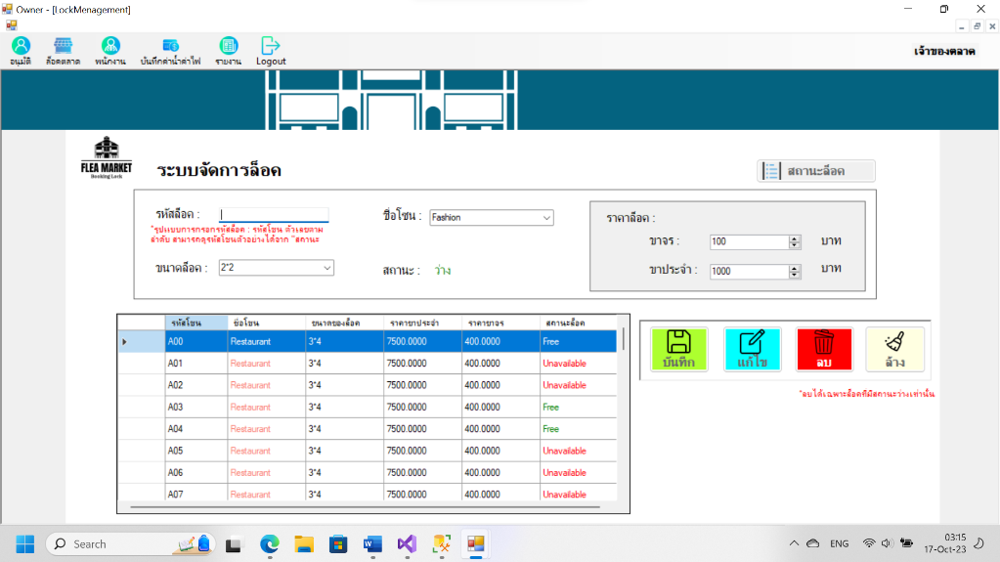 Owner - [LockMenagement]
อนุมัติ ล็อคตลาด พนักงาน บันทึกค่าน้ำค่าไฟ รายงาน Logout
เจ้าของตลาด
FLEA MARKET
Booking Lock
ระบบจัดการล็อค
สถานะล็อค
รหัสล็อค :
*รูปแบบการกรอกรหัสล็อค : รหัสโซน ตัวเลขตาม
ลำดับ สามารถดูรหัสโซนตัวอย่างได้จาก "สถานะ
ชื่อโซน : Fashion
ขนาดล็อค : 2*2
สถานะ : ว่าง
ราคาล็อค :
ขาจร : 100 บาท
ขาประจำ : 1000 บาท
รหัสโซน ชื่อโซน ขนาดของล็อค ราคาขาประจำ ราคาขาจร สถานะล็อค
A00 Restaurant 3*4 7500.0000 400.0000 Free
A01 Restaurant 3*4 7500.0000 400.0000 Unavailable
A02 Restaurant 3*4 7500.0000 400.0000 Unavailable
A03 Restaurant 3*4 7500.0000 400.0000 Free
A04 Restaurant 3*4 7500.0000 400.0000 Free
A05 Restaurant 3*4 7500.0000 400.0000 Unavailable
A06 Restaurant 3*4 7500.0000 400.0000 Unavailable
A07 Restaurant 3*4 7500.0000 400.0000 Unavailable
บันทึก แก้ไข ลบ ล้าง
*ลบได้เฉพาะล็อคที่มีสถานะว่างเท่านั้น
Search
ENG
03:15
17-Oct-23